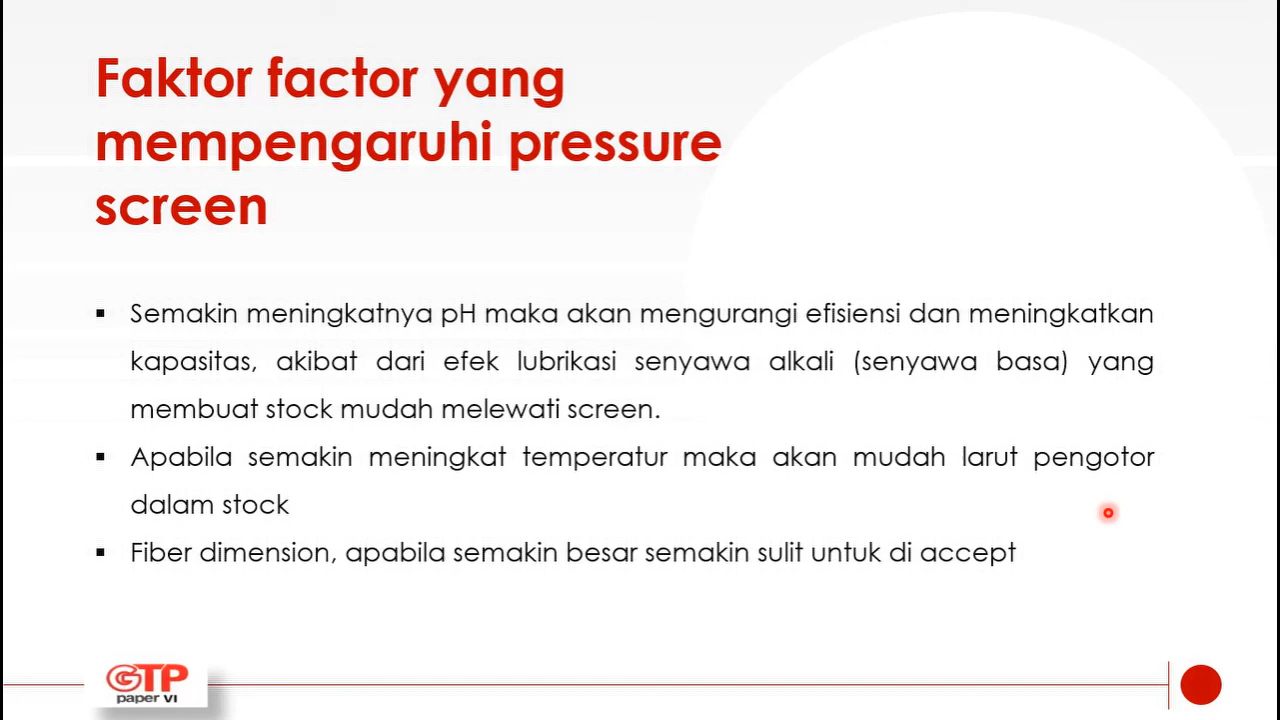 Faktor factor yang
mempengaruhi pressure
screen
▪ Semakin meningkatnya pH maka akan mengurangi efisiensi dan meningkatkan
kapasitas, akibat dari efek lubrikasi senyawa alkali (senyawa basa) yang
membuat stock mudah melewati screen.
▪ Apabila semakin meningkat temperatur maka akan mudah larut pengotor
dalam stock
▪ Fiber dimension, apabila semakin besar semakin sulit untuk di accept
GTP
paper VI